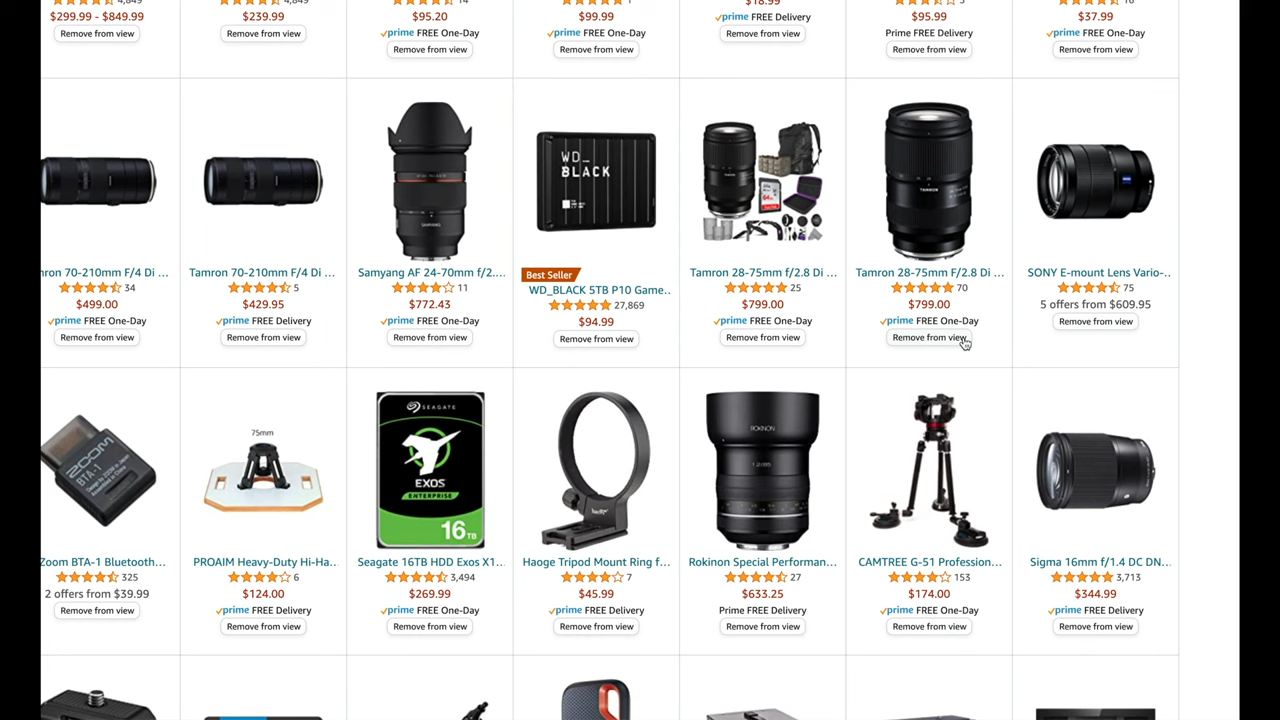 4,849
4,849
14
1
$18.99
5
16
$299.99 - $849.99
$239.99
$95.20
$99.99
prime FREE Delivery
$95.99
$37.99
Remove from view
Remove from view
prime FREE One-Day
prime FREE One-Day
Remove from view
Prime FREE Delivery
prime FREE One-Day
Remove from view
Remove from view
Remove from view
Remove from view
WD_
BLACK
TAMRON
SAMYANG
mron 70-210mm F/4 Di ...
34
$499.00
prime FREE One-Day
Remove from view
Tamron 70-210mm F/4 Di ...
5
$429.95
prime FREE Delivery
Remove from view
Samyang AF 24-70mm f/2....
11
$772.43
prime FREE One-Day
Remove from view
Best Seller
WD_BLACK 5TB P10 Game..
27,869
$94.99
Remove from view
Tamron 28-75mm f/2.8 Di ...
25
$799.00
prime FREE One-Day
Remove from view
Tamron 28-75mm f/2.8 Di ...
70
$799.00
prime FREE One-Day
Remove from view
SONY E-mount Lens Vario-..
75
5 offers from $609.95
Remove from view
ZOOM
BTA-1
Zoom BTA-1 Bluetooth...
325
2 offers from $39.99
Remove from view
75mm
PROAIM Heavy-Duty Hi-Ha...
6
$124.00
prime FREE Delivery
Remove from view
SEAGATE
EXOS
ENTERPRISE
16TB
Seagate 16TB HDD Exos X1...
3,494
$269.99
prime FREE One-Day
Remove from view
Haoge Tripod Mount Ring f...
7
$45.99
prime FREE Delivery
Remove from view
ROKINON
Rokinon Special Performan...
27
$633.25
Prime FREE Delivery
Remove from view
CAMTREE G-51 Profession...
153
$174.00
prime FREE One-Day
Remove from view
Sigma 16mm f/1.4 DC DN...
3,713
$344.99
prime FREE Delivery
Remove from view